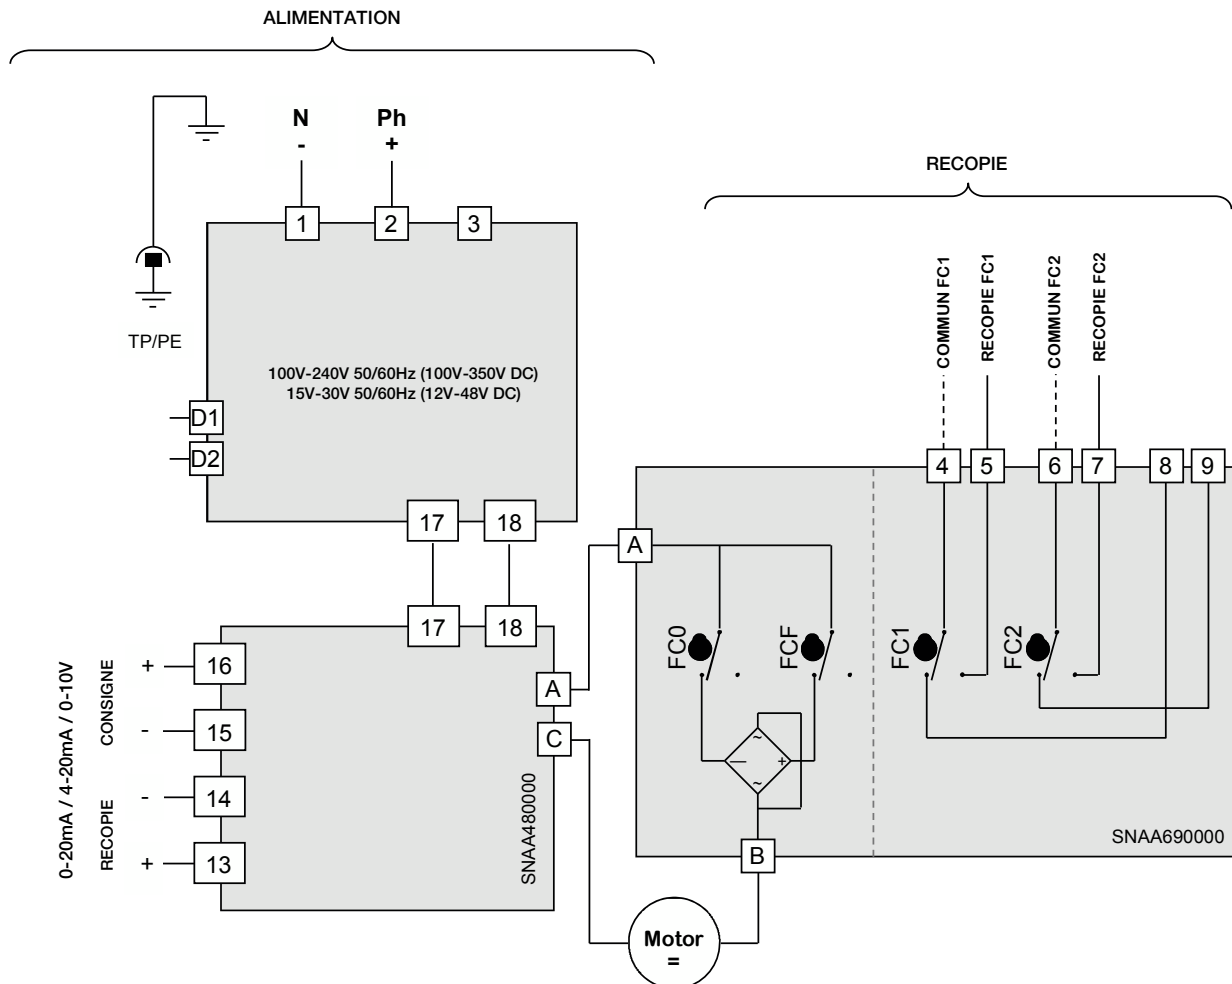 ALIMENTATION
N
-
Ph
+
1
2
3
TP/PE
100V-240V 50/60Hz (100V-350V DC)
15V-30V 50/60Hz (12V-48V DC)
D1
D2
17
18
17
18
0-20mA / 4-20mA / 0-10V
CONSIGNE
RECOPIE
+
-
-
+
16
15
14
13
A
C
SNAA480000
RECOPIE
COMMUN FC1
RECOPIE FC1
COMMUN FC2
RECOPIE FC2
4
5
6
7
8
9
A
FC0
FCF
FC1
FC2
~
—
+
~
B
SNAA690000
Motor
=